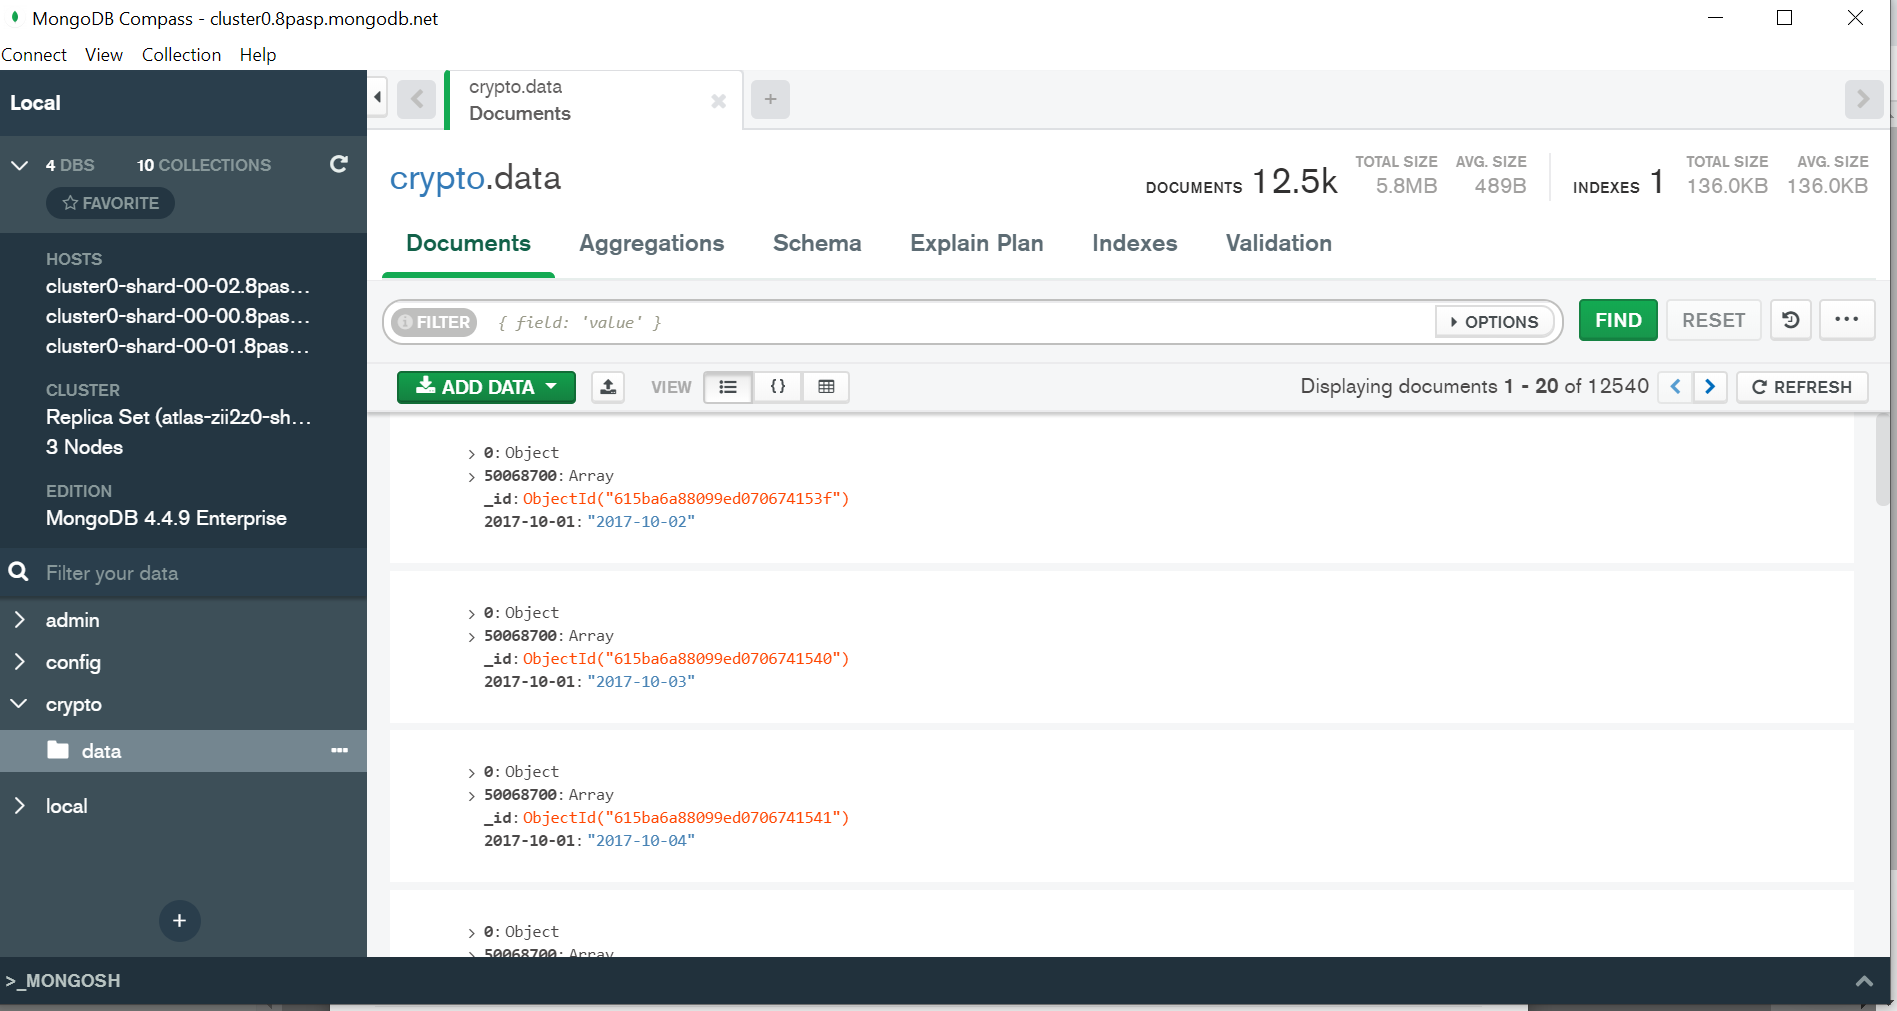 MongoDB Compass - cluster0.8pasp.mongodb.net
Connect View Collection Help
Local
4 DBS 10 COLLECTIONS
FAVORITE
HOSTS
cluster0-shard-00-02.8pas...
cluster0-shard-00-00.8pas...
cluster0-shard-00-01.8pas...
CLUSTER
Replica Set (atlas-zii2z0-sh...
3 Nodes
EDITION
MongoDB 4.4.9 Enterprise
Filter your data
admin
config
crypto
data
local
crypto.data
Documents
crypto.data
DOCUMENTS 12.5k TOTAL SIZE 5.8MB AVG. SIZE 489B INDEXES 1 TOTAL SIZE 136.0KB AVG. SIZE 136.0KB
Documents Aggregations Schema Explain Plan Indexes Validation
FILTER { field: 'value' } OPTIONS FIND RESET
ADD DATA VIEW {} Displaying documents 1 - 20 of 12540 REFRESH
0: Object
50068700: Array
_id: ObjectId("615ba6a88099ed070674153f")
2017-10-01: "2017-10-02"
0: Object
50068700: Array
_id: ObjectId("615ba6a88099ed0706741540")
2017-10-01: "2017-10-03"
0: Object
50068700: Array
_id: ObjectId("615ba6a88099ed0706741541")
2017-10-01: "2017-10-04"
0: Object
50068700: Array
>_MONGOSH